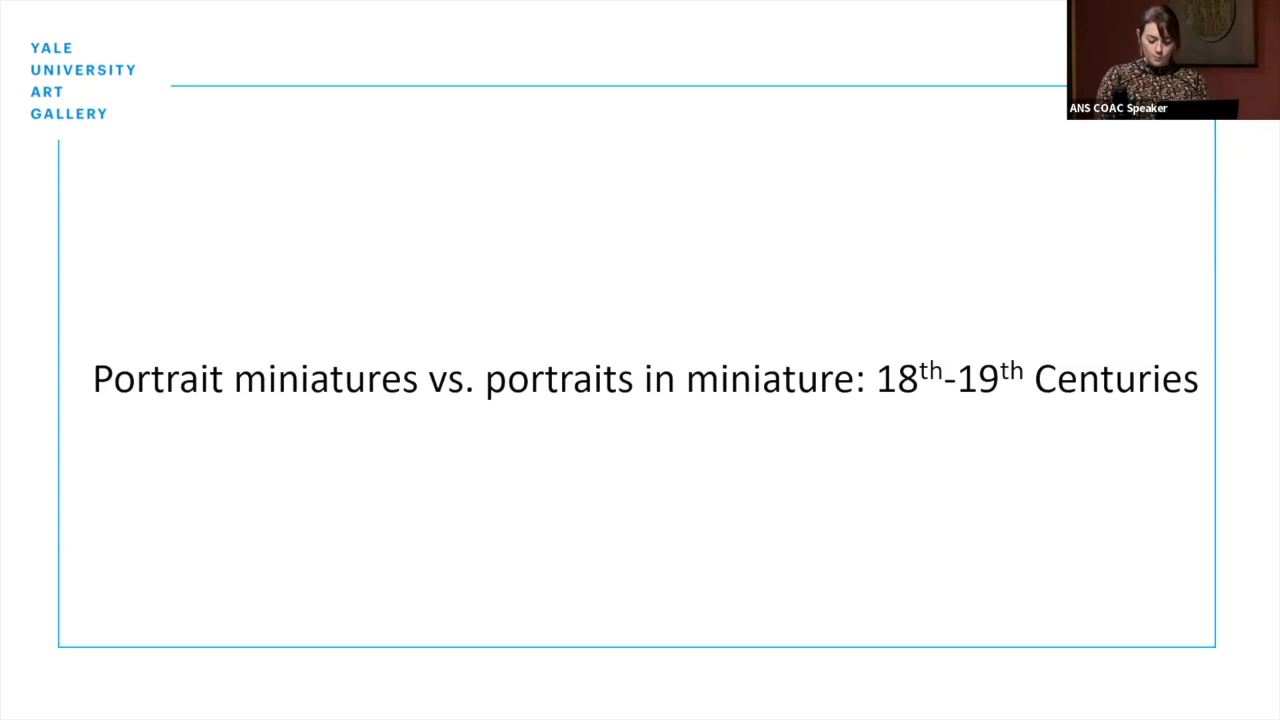 YALE
UNIVERSITY
ART
GALLERY
ANS COAC Speaker
Portrait miniatures vs. portraits in miniature: 18th-19th Centuries